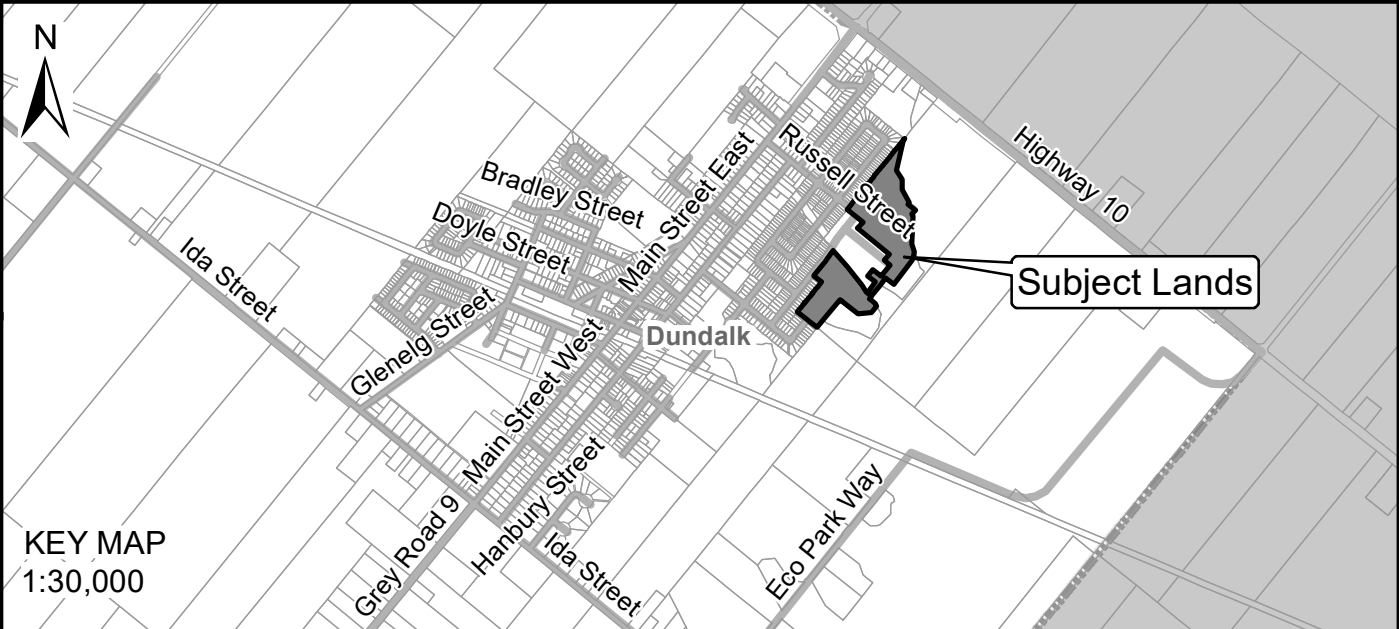 N
Highway 10
Russell Street
Main Street East
Bradley Street
Doyle Street
Ida Street
Subject Lands
Glenelg Street
Dundalk
Main Street West
Grey Road 9
Hanbury Street
Ida Street
Eco Park Way
KEY MAP
1:30,000